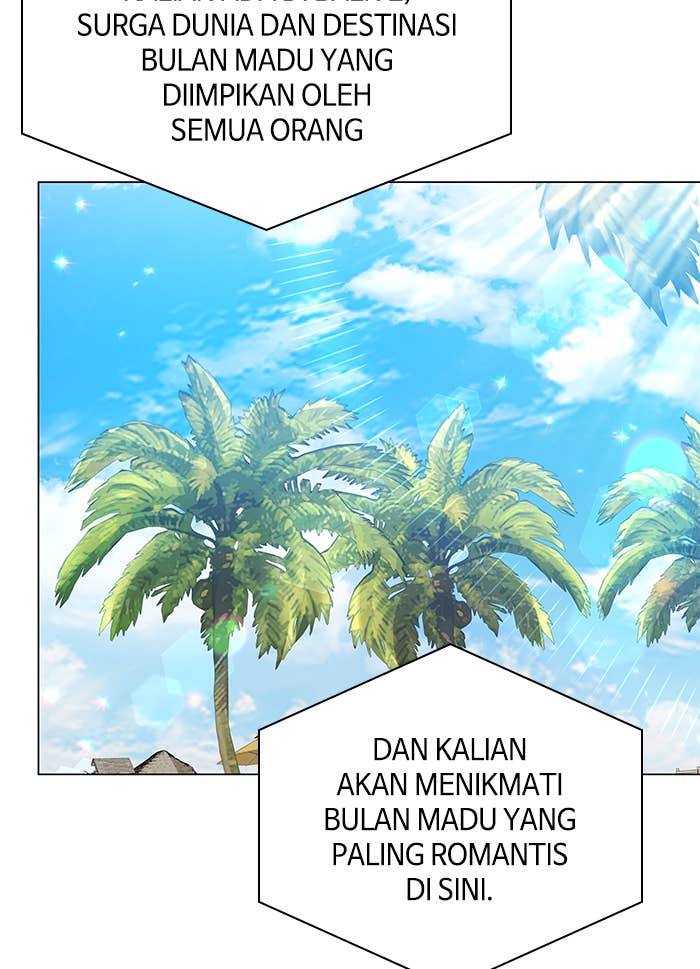 SURGA DUNIA DAN DESTINASI
BULAN MADU YANG
DIIMPIKAN OLEH
SEMUA ORANG
DAN KALIAN
AKAN MENIKMATI
BULAN MADU YANG
PALING ROMANTIS
DI SINI.